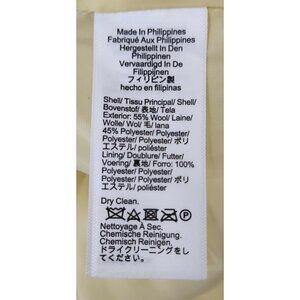 Made In Philippines
Fabriqué Aux Philippines
Hergestellt In Den
Philippinen
Vervaardigd In De
Filippijnen
フィリピン製
hecho en filipinas
Shell/ Tissu Principal/ Shell/
Bovenstof/ 表地/ Tela
Exterior: 55% Wool/ Laine/
Wolle/ Wol/ 毛/ lana
45% Polyester/ Polyester/
Polyester/ Polyester/ ポリ
エステル/ poliéster
Lining/ Doublure/ Futter/
Voering/ 裏地/ Forro: 100%
Polyester/ Polyester/
Polyester/ Polyester/ ポリ
エステル/ poliéster
Dry Clean.
P
Nettoyage À Sec.
Chemische Reinigung.
Chemisch Reinigen.
ドライクリーニングをし
てください。